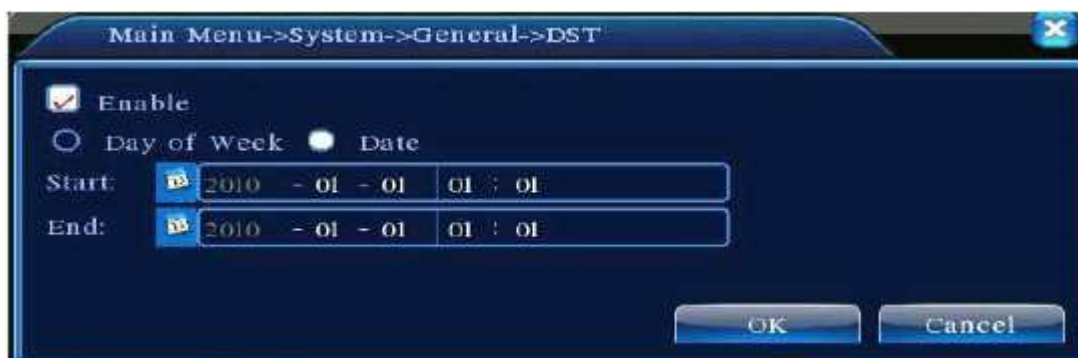 Main Menu->System->General->DST
Enable
Day of Week Date
Start: 2010 - 01 - 01 01 : 01
End: 2010 - 01 - 01 01 : 01
OK Cancel